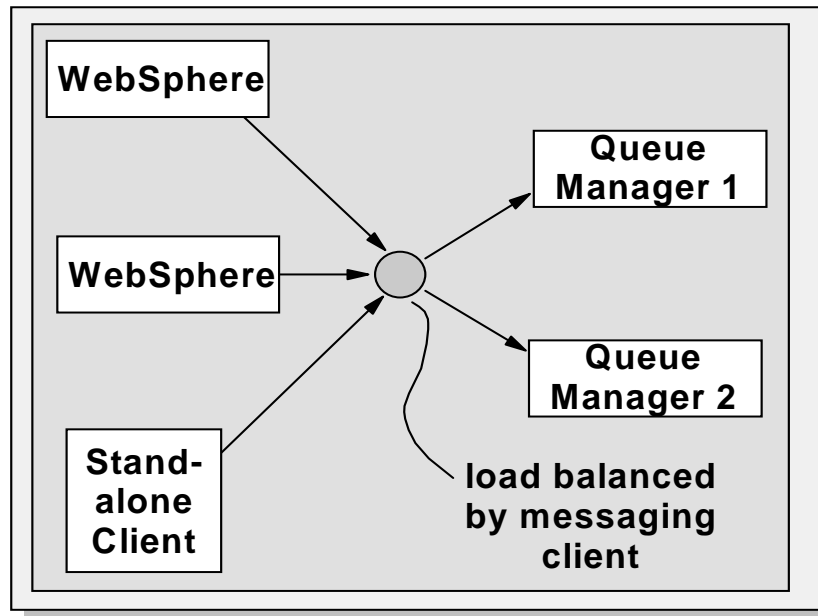 WebSphere
Queue
Manager 1
WebSphere
Queue
Manager 2
Stand-
alone
Client
load balanced
by messaging
client